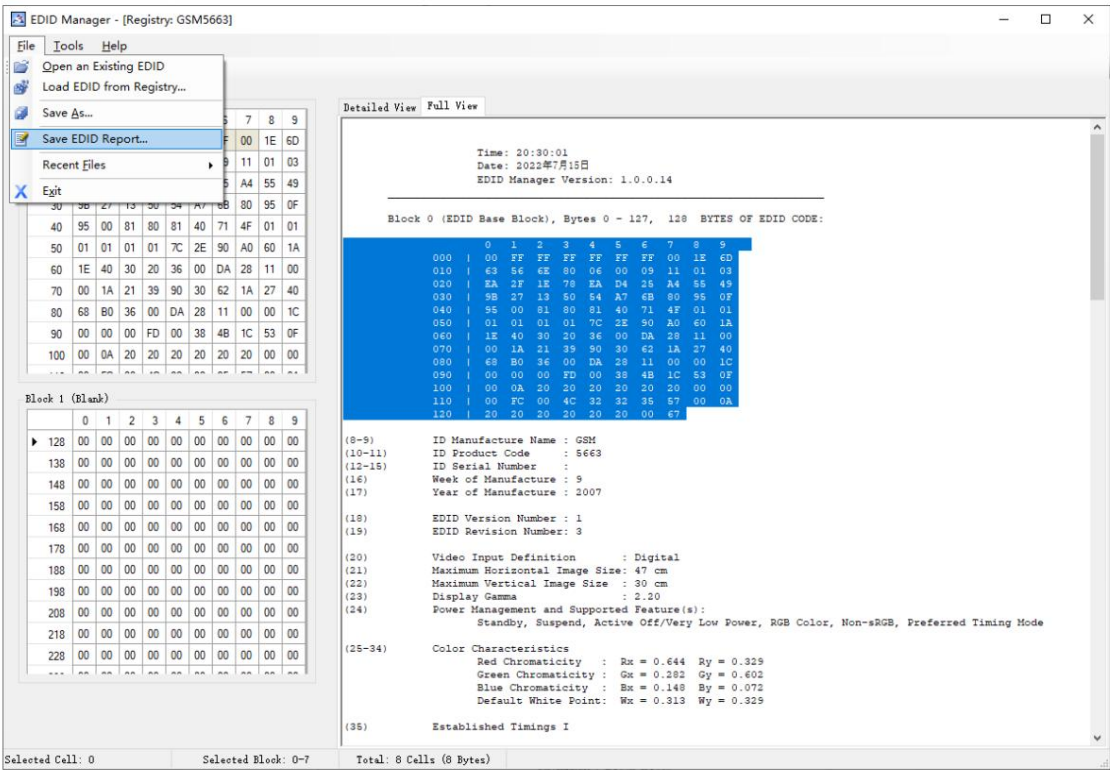 EDID Manager - [Registry: GSM5663]
File Tools Help
Open an Existing EDID
Load EDID from Registry...
Save As...
Save EDID Report...
Recent Files
Exit
7 8 9
00 1E 6D
11 01 03
A4 55 49
30 9B 27 13 50 54 A7 6B 80 95 0F
40 95 00 81 80 81 40 71 4F 01 01
50 01 01 01 01 7C 2E 90 A0 60 1A
60 1E 40 30 20 36 00 DA 28 11 00
70 00 1A 21 39 90 30 62 1A 27 40
80 68 B0 36 00 DA 28 11 00 00 1C
90 00 00 00 FD 00 38 4B 1C 53 0F
100 00 0A 20 20 20 20 20 20 00 00
Block 1 (Blank)
0 1 2 3 4 5 6 7 8 9
128 00 00 00 00 00 00 00 00 00 00
138 00 00 00 00 00 00 00 00 00 00
148 00 00 00 00 00 00 00 00 00 00
158 00 00 00 00 00 00 00 00 00 00
168 00 00 00 00 00 00 00 00 00 00
178 00 00 00 00 00 00 00 00 00 00
188 00 00 00 00 00 00 00 00 00 00
198 00 00 00 00 00 00 00 00 00 00
208 00 00 00 00 00 00 00 00 00 00
218 00 00 00 00 00 00 00 00 00 00
228 00 00 00 00 00 00 00 00 00 00
Detailed View Full View
Time: 20:30:01
Date: 2022年7月15日
EDID Manager Version: 1.0.0.14
Block 0 (EDID Base Block), Bytes 0 - 127, 128 BYTES OF EDID CODE:
0 1 2 3 4 5 6 7 8 9
000 | 00 FF FF FF FF FF FF 00 1E 6D
010 | 63 56 6E 80 06 00 09 11 01 03
020 | EA 2F 1E 78 EA D4 25 A4 55 49
030 | 9B 27 13 50 54 A7 6B 80 95 0F
040 | 95 00 81 80 81 40 71 4F 01 01
050 | 01 01 01 01 7C 2E 90 A0 60 1A
060 | 1E 40 30 20 36 00 DA 28 11 00
070 | 00 1A 21 39 90 30 62 1A 27 40
080 | 68 B0 36 00 DA 28 11 00 00 1C
090 | 00 00 00 FD 00 38 4B 1C 53 0F
100 | 00 0A 20 20 20 20 20 20 00 00
110 | 00 FC 00 4C 32 32 35 57 00 0A
120 | 20 20 20 20 20 20 00 67
(8-9) ID Manufacture Name : GSM
(10-11) ID Product Code : 5663
(12-15) ID Serial Number :
(16) Week of Manufacture : 9
(17) Year of Manufacture : 2007
(18) EDID Version Number : 1
(19) EDID Revision Number: 3
(20) Video Input Definition : Digital
(21) Maximum Horizontal Image Size: 47 cm
(22) Maximum Vertical Image Size : 30 cm
(23) Display Gamma : 2.20
(24) Power Management and Supported Feature(s):
Standby, Suspend, Active Off/Very Low Power, RGB Color, Non-sRGB, Preferred Timing Mode
(25-34) Color Characteristics
Red Chromaticity : Rx = 0.644 Ry = 0.329
Green Chromaticity : Gx = 0.282 Gy = 0.602
Blue Chromaticity : Bx = 0.148 By = 0.072
Default White Point: Wx = 0.313 Wy = 0.329
(35) Established Timings I
Selected Cell: 0 Selected Block: 0-7 Total: 8 Cells (8 Bytes)